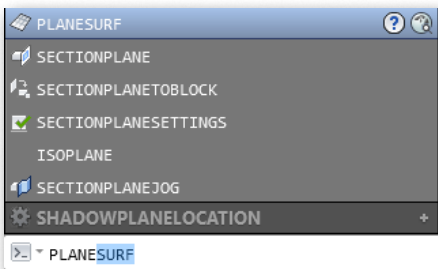 PLANESURF
SECTIONPLANE
SECTIONPLANETOBLOCK
SECTIONPLANESETTINGS
ISOPLANE
SECTIONPLANEJOG
SHADOWPLANELOCATION +
PLANESURF